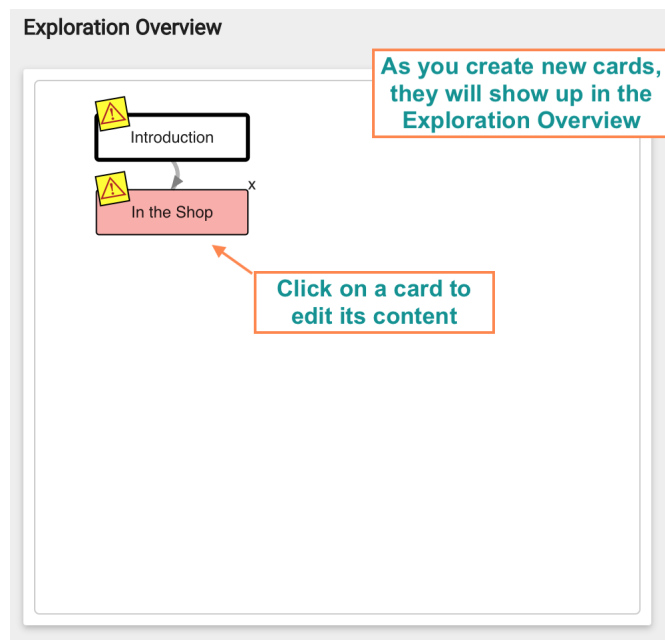 Exploration Overview
As you create new cards,
they will show up in the
Exploration Overview
Introduction
x
In the Shop
Click on a card to
edit its content